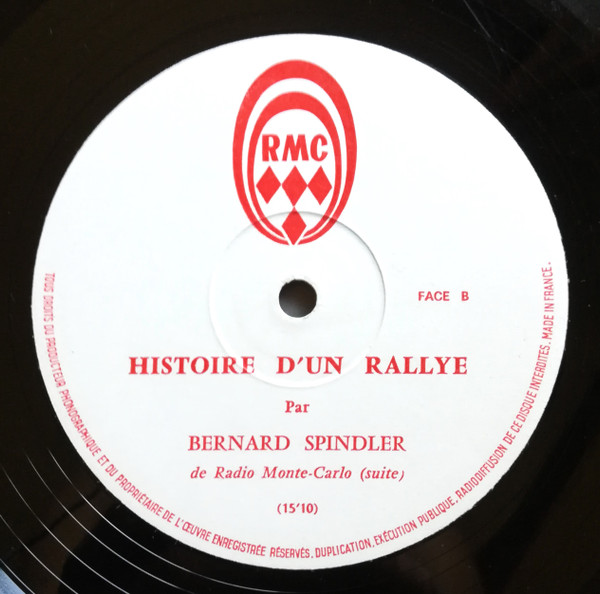 RMC
FACE B
HISTOIRE D'UN RALLYE
Par
BERNARD SPINDLER
de Radio Monte-Carlo (suite)
(15'10)
TOUS DROITS DU PRODUCTEUR PHONOGRAPHIQUE ET DU PROPRIÉTAIRE DE L'ŒUVRE ENREGISTRÉE RÉSERVÉS. DUPLICATION, EXÉCUTION PUBLIQUE, RADIODIFFUSION DE CE DISQUE INTERDITES. MADE IN FRANCE.